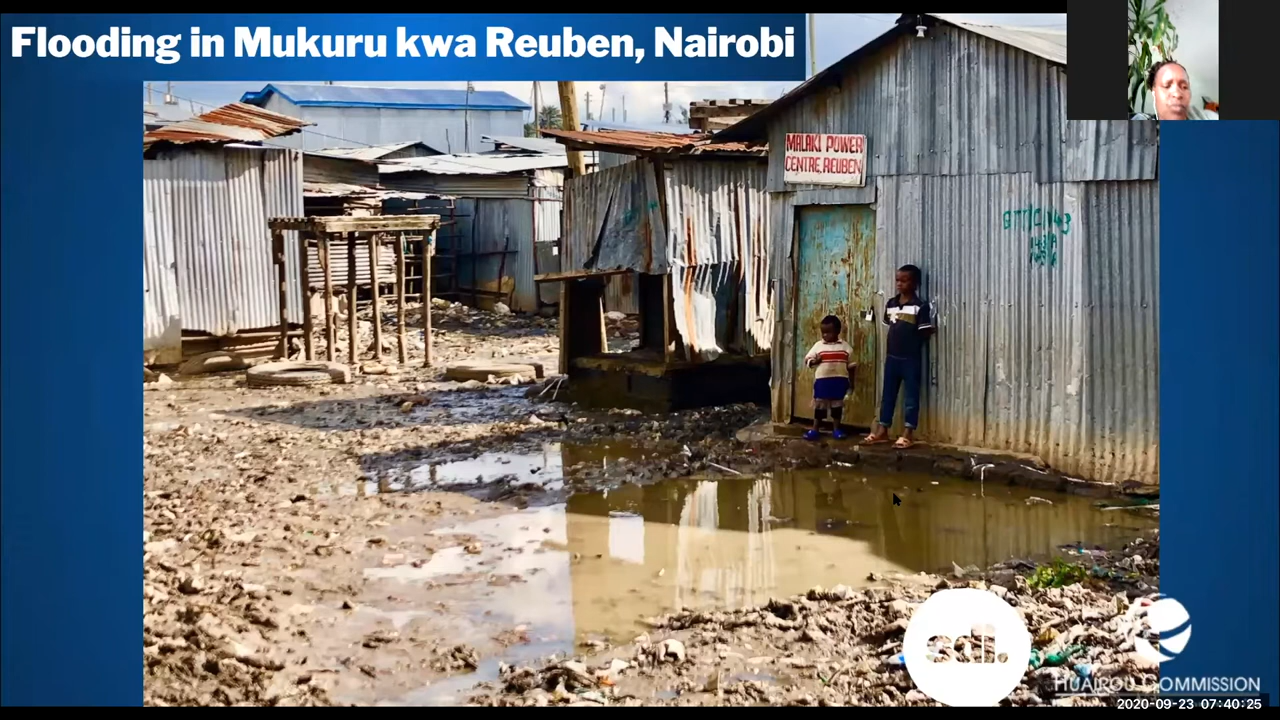 Flooding in Mukuru kwa Reuben, Nairobi
MALAKI POWER
CENTRE, REUBEN
sdi.
HUAIROU COMMISSION
2020-09-23 07:40:25